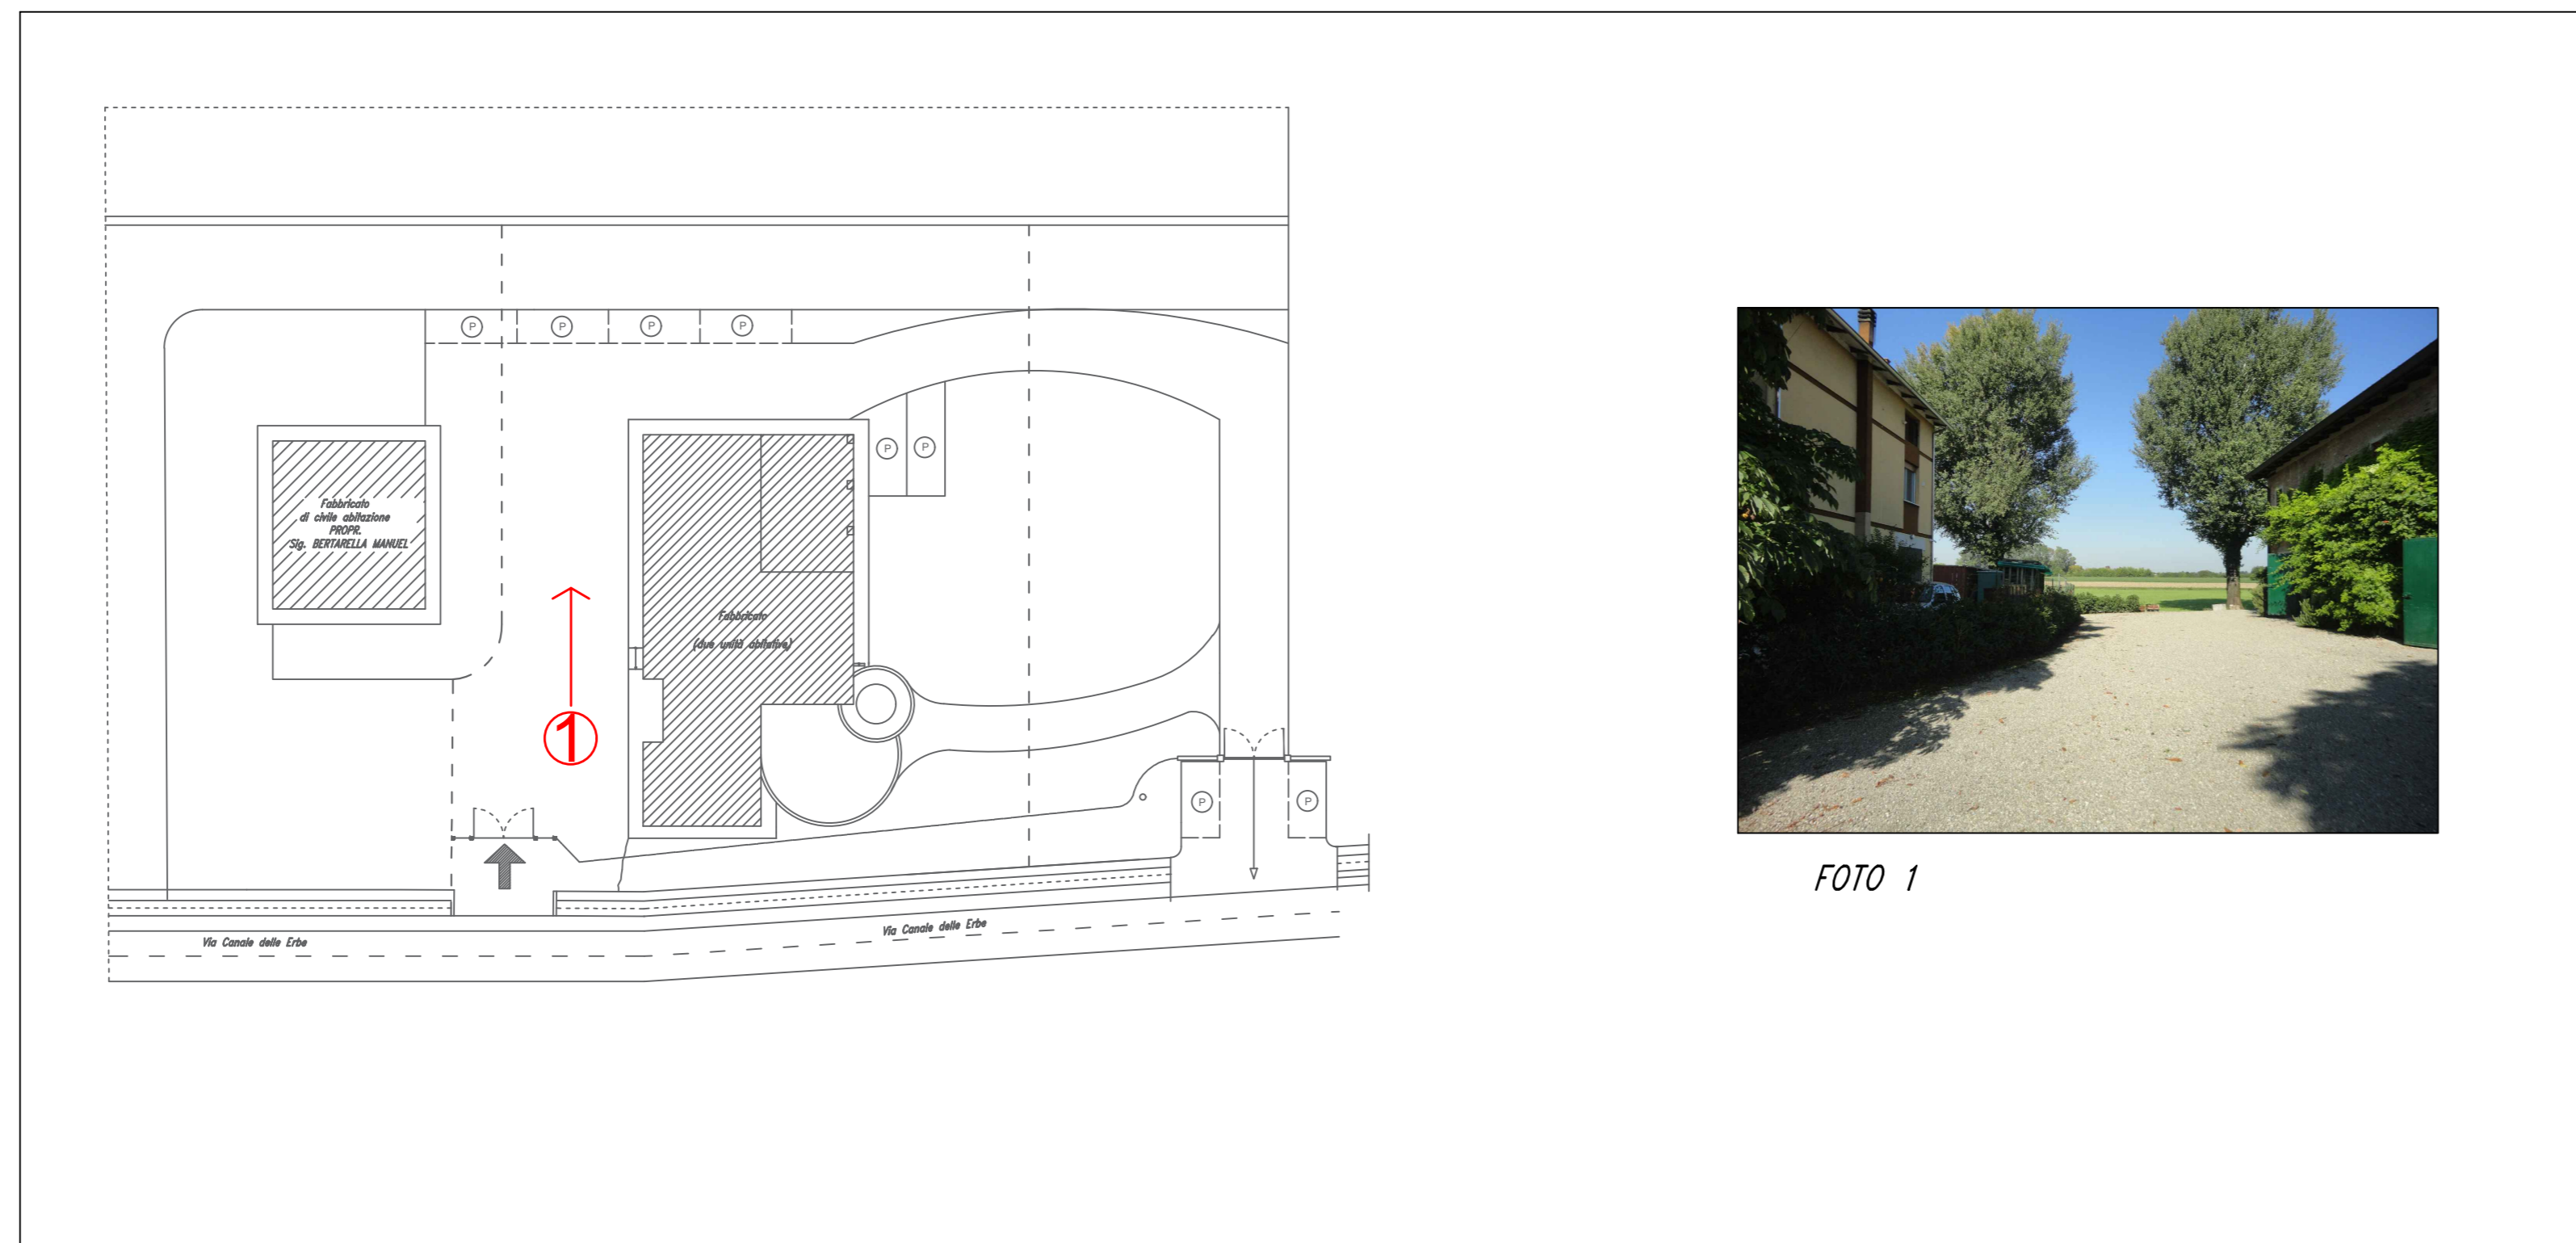 P
P
P
P
P
P
Fabbricato
di civile abitazione
PROPR.
Sig. BERTARELLA MANUEL
Fabbricato
(due unità abitative)
1
P
P
Via Canale delle Erbe
Via Canale delle Erbe
FOTO 1